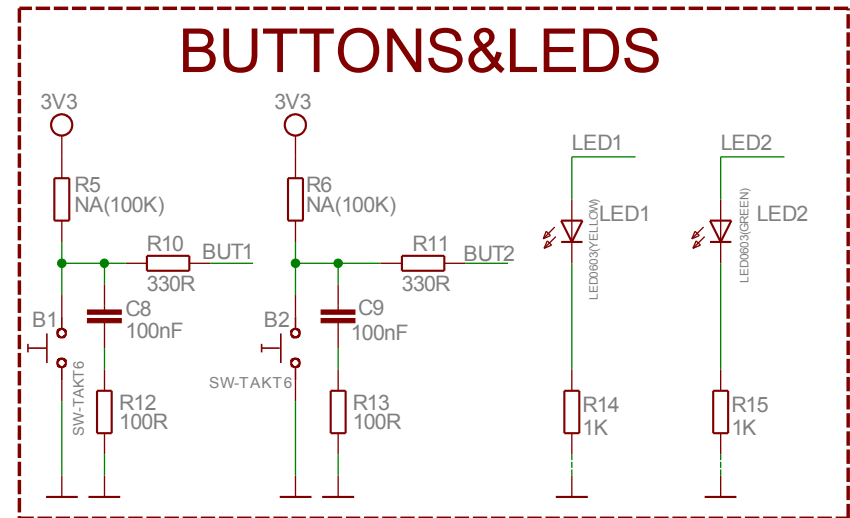 BUTTONS&LEDS
3V3
R5
NA(100K)
R10
330R
BUT1
B1
SW-TAKT6
C8
100nF
R12
100R
3V3
R6
NA(100K)
R11
330R
BUT2
B2
SW-TAKT6
C9
100nF
R13
100R
LED1
LED1
LED0603(YELLOW)
R14
1K
LED2
LED2
LED0603(GREEN)
R15
1K